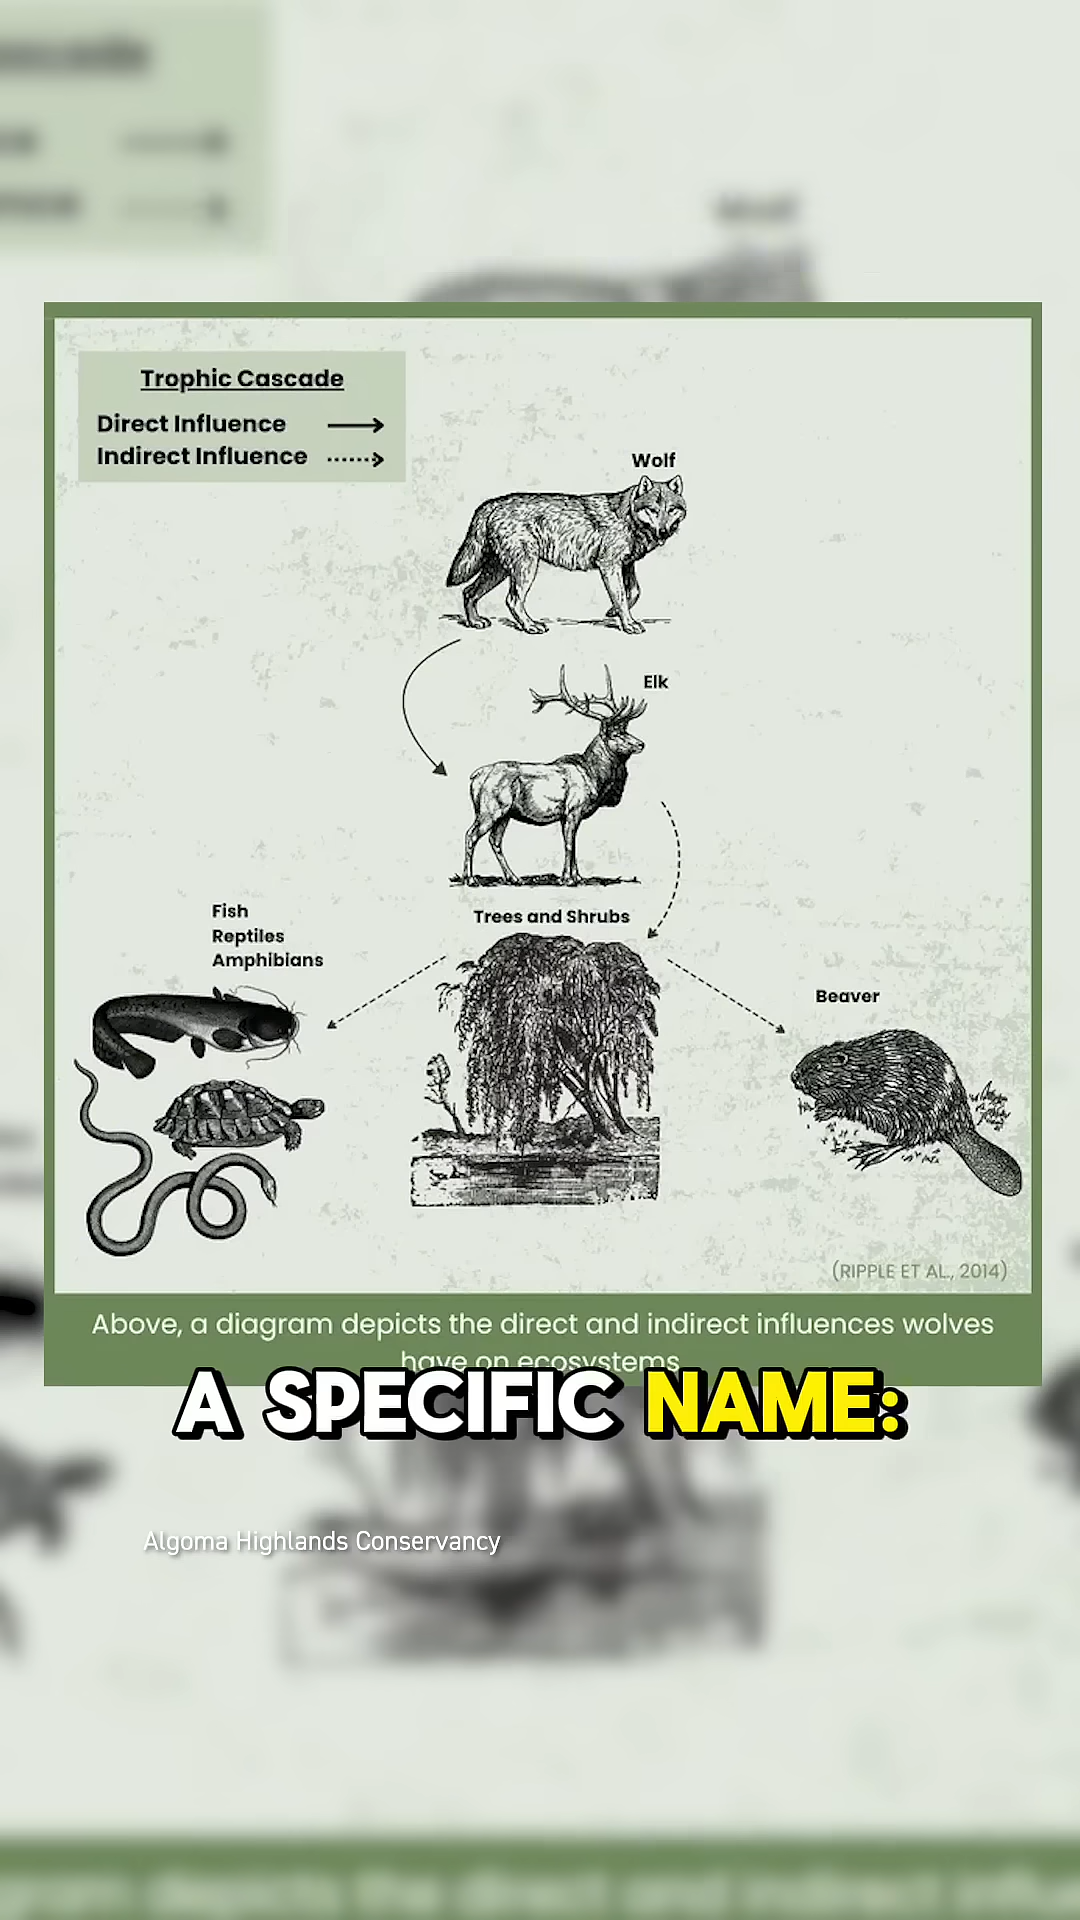 Trophic Cascade
Direct Influence
Indirect Influence
Wolf
Elk
Trees and Shrubs
Fish
Reptiles
Amphibians
Beaver
(RIPPLE ET AL., 2014)
Above, a diagram depicts the direct and indirect influences wolves
have on ecosystems
A SPECIFIC NAME:
Algoma Highlands Conservancy